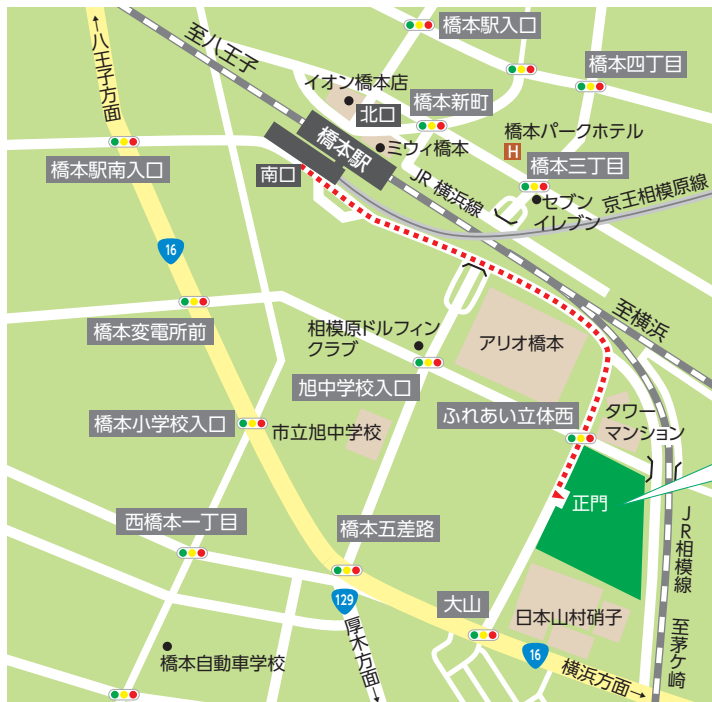 橋本駅入口
←八王子方面
至八王子
橋本四丁目
イオン橋本店
北口
橋本新町
橋本駅
橋本パークホテル
H
ミウィ橋本
橋本駅南入口
南口
橋本三丁目
JR 横浜線
セブン
イレブン
京王相模原線
16
至横浜
橋本変電所前
相模原ドルフィン
クラブ
アリオ橋本
旭中学校入口
橋本小学校入口
市立旭中学校
ふれあい立体西
タワー
マンション
西橋本一丁目
橋本五差路
正門
JR相模線
129
大山
日本山村硝子
厚木方面→
至茅ケ崎
橋本自動車学校
16
横浜方面→